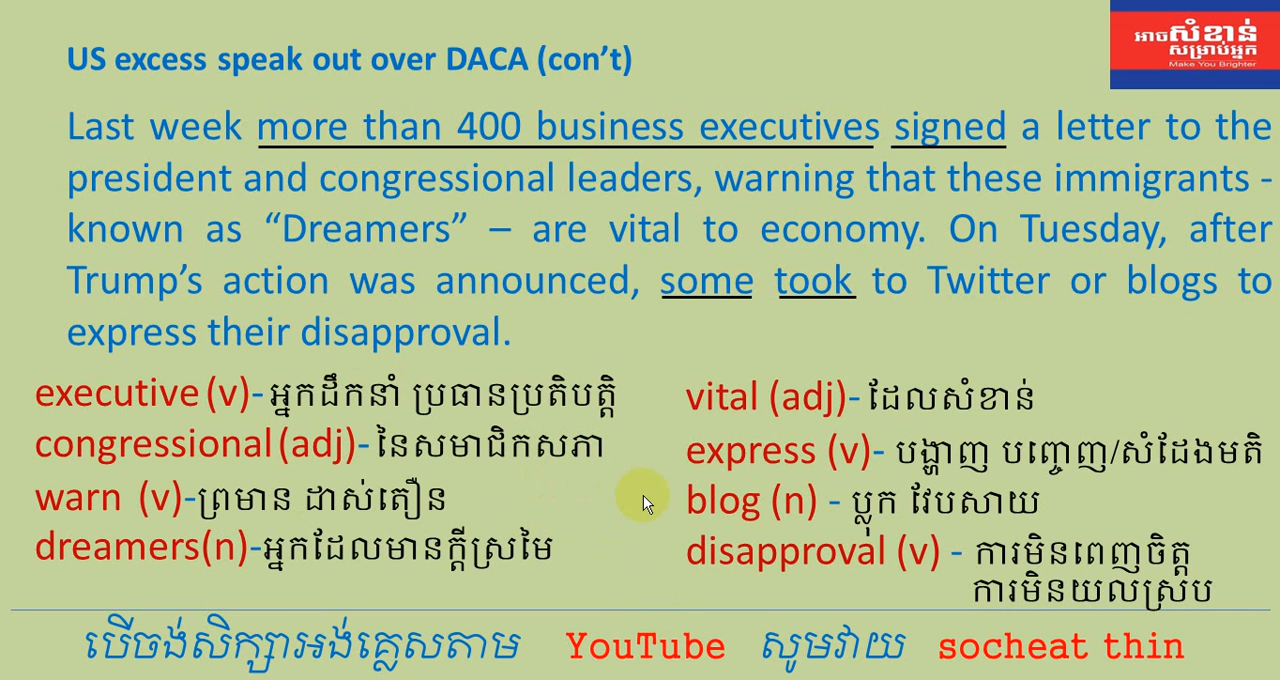 US excess speak out over DACA (con’t)
អាចសំខាន់
សម្រាប់អ្នក
Make You Brighter
Last week more than 400 business executives signed a letter to the
president and congressional leaders, warning that these immigrants -
known as “Dreamers” – are vital to economy. On Tuesday, after
Trump’s action was announced, some took to Twitter or blogs to
express their disapproval.
executive (v)- អ្នកដឹកនាំ ប្រធានប្រតិបត្តិ
congressional (adj)- នៃសមាជិកសភា
warn (v)-ព្រមាន ដាស់តឿន
dreamers(n)-អ្នកដែលមានក្តីស្រមៃ
vital (adj)- ដែលសំខាន់
express (v)- បង្ហាញ បញ្ចេញ/សំដែងមតិ
blog (n) - ប្លុក វែបសាយ
disapproval (v) - ការមិនពេញចិត្ត
ការមិនយល់ស្រប
បើចង់សិក្សាអង់គ្លេសតាម YouTube សូមវាយ socheat thin